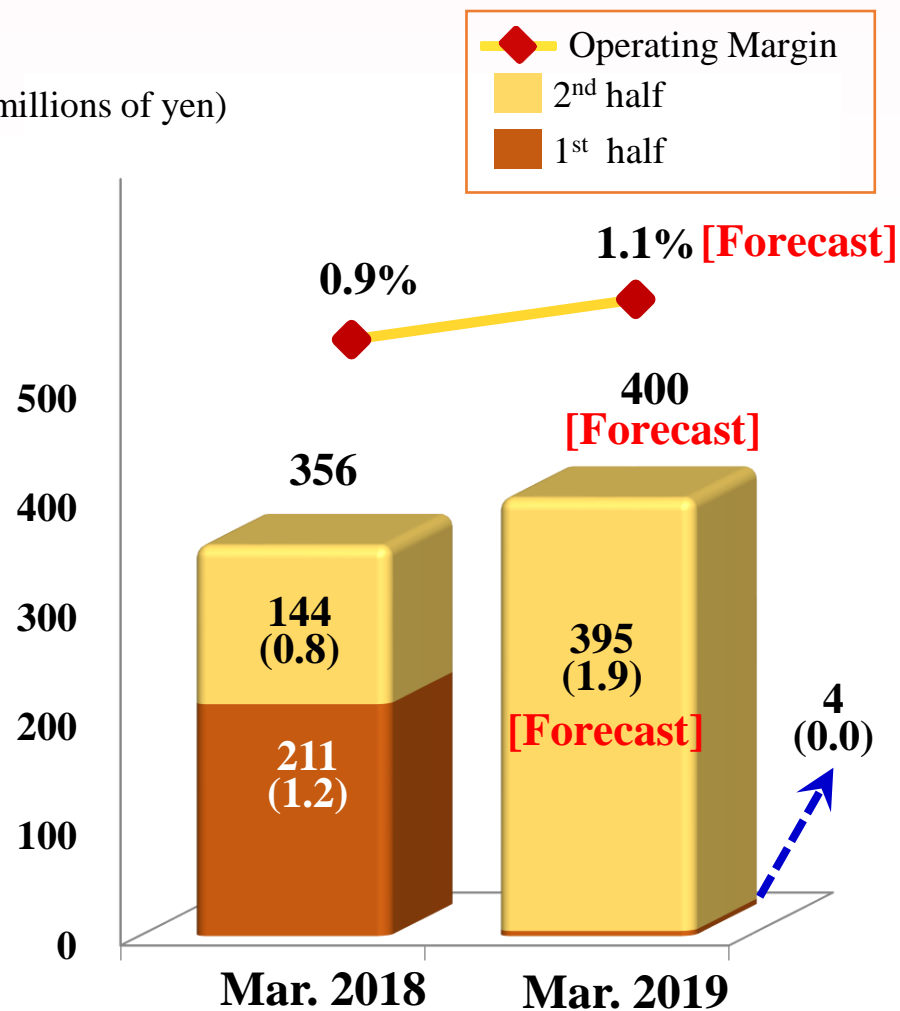 Operating Margin
2nd half
1st half
millions of yen)
1.1% [Forecast]
0.9%
400
[Forecast]
356
500
400
300
200
100
0
144
(0.8)
211
(1.2)
395
(1.9)
[Forecast]
4
(0.0)
Mar. 2018
Mar. 2019